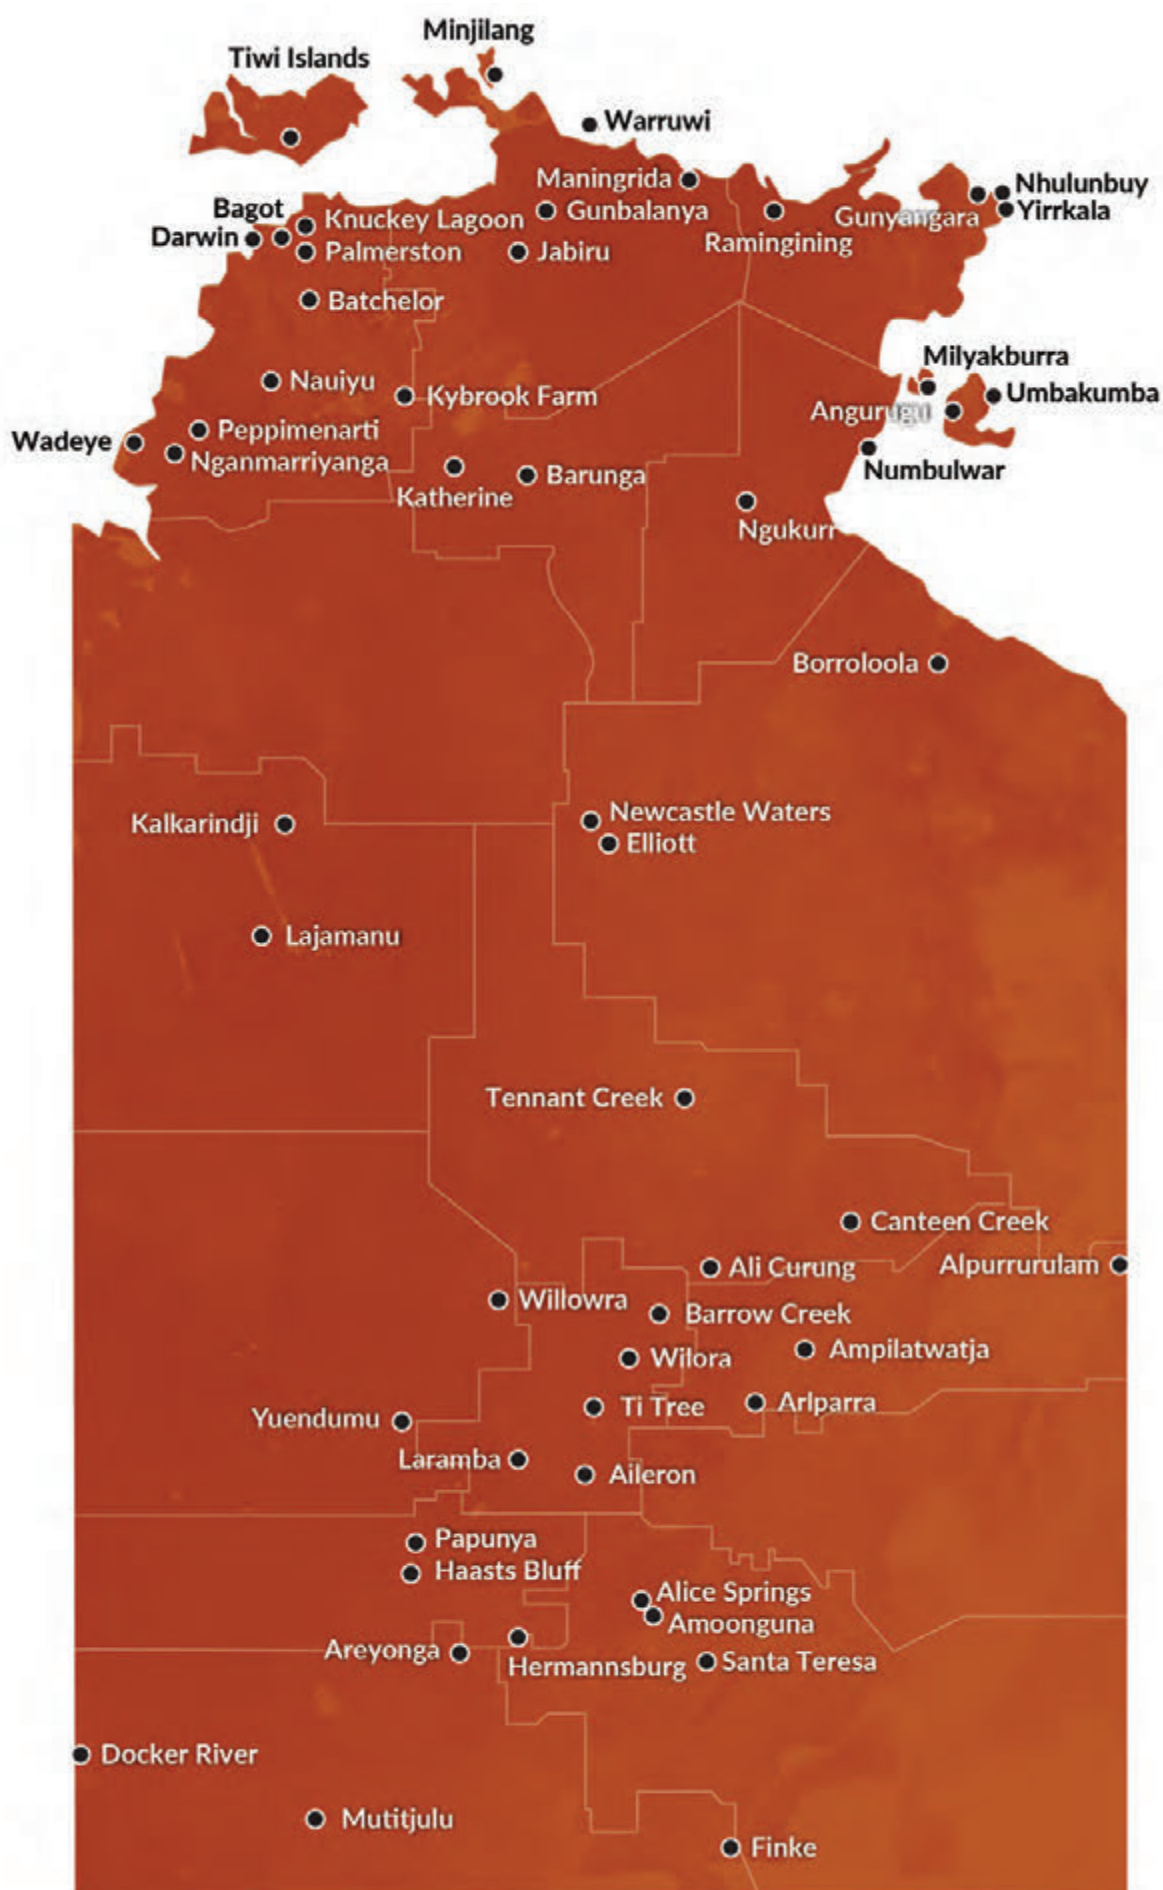 Minjilang
Tiwi Islands
Warruwi
Maningrida
Nhulunbuy
Gunyangara
Yirrkala
Bagot
Knuckey Lagoon
Gunbalanya
Ramingining
Darwin
Palmerston
Jabiru
Batchelor
Milyakburra
Nauiyu
Kybrook Farm
Umbakumba
Angurugu
Peppimenarti
Wadeye
Nganmarriyanga
Numbulwar
Katherine
Barunga
Ngukurr
Borroloola
Newcastle Waters
Kalkarindji
Elliott
Lajamanu
Tennant Creek
Canteen Creek
Ali Curung
Alpurrurulam
Willowra
Barrow Creek
Wilora
Ampilatwatja
Ti Tree
Arlparra
Yuendumu
Laramba
Aileron
Papunya
Haasts Bluff
Alice Springs
Amoonguna
Areyonga
Hermannsburg
Santa Teresa
Docker River
Mutitjulu
Finke